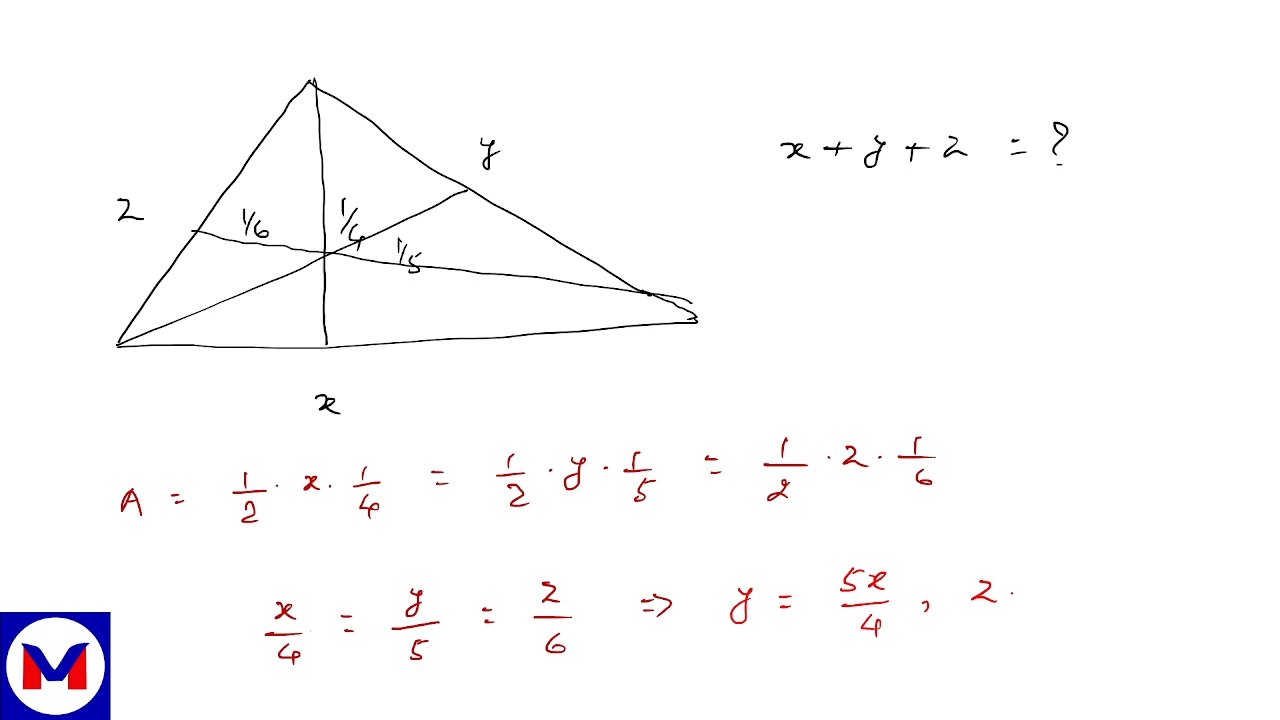 y
x + y + z = ?
z
1/6
1/4
1/5
x
A = 1/2 · x · 1/4 = 1/2 · y · 1/5 = 1/2 · z · 1/6
x/4 = y/5 = z/6 => y = 5x/4 , z
M